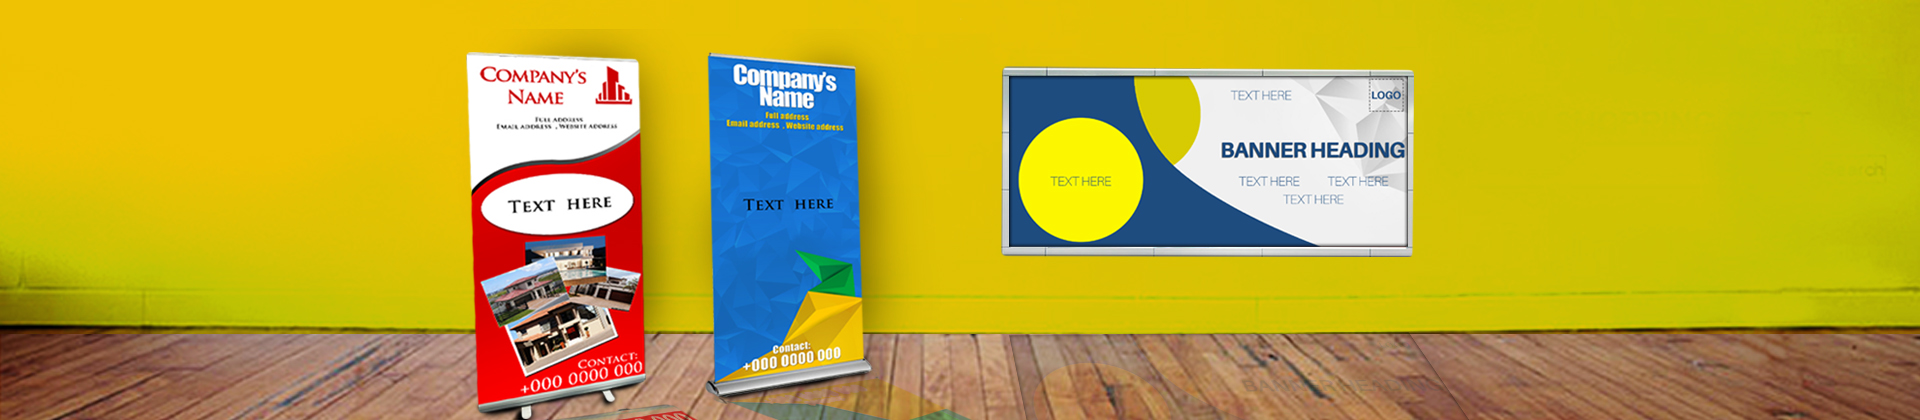 COMPANY'S
NAME
FULL ADDRESS
EMAIL ADDRESS , WEBSITE ADDRESS
TEXT HERE
CONTACT:
+000 0000 000
Company's
Name
Full address
Email address , Website address
TEXT HERE
Contact:
+000 0000 000
TEXT HERE
LOGO
BANNER HEADING
TEXT HERE
TEXT HERE TEXT HERE
TEXT HERE